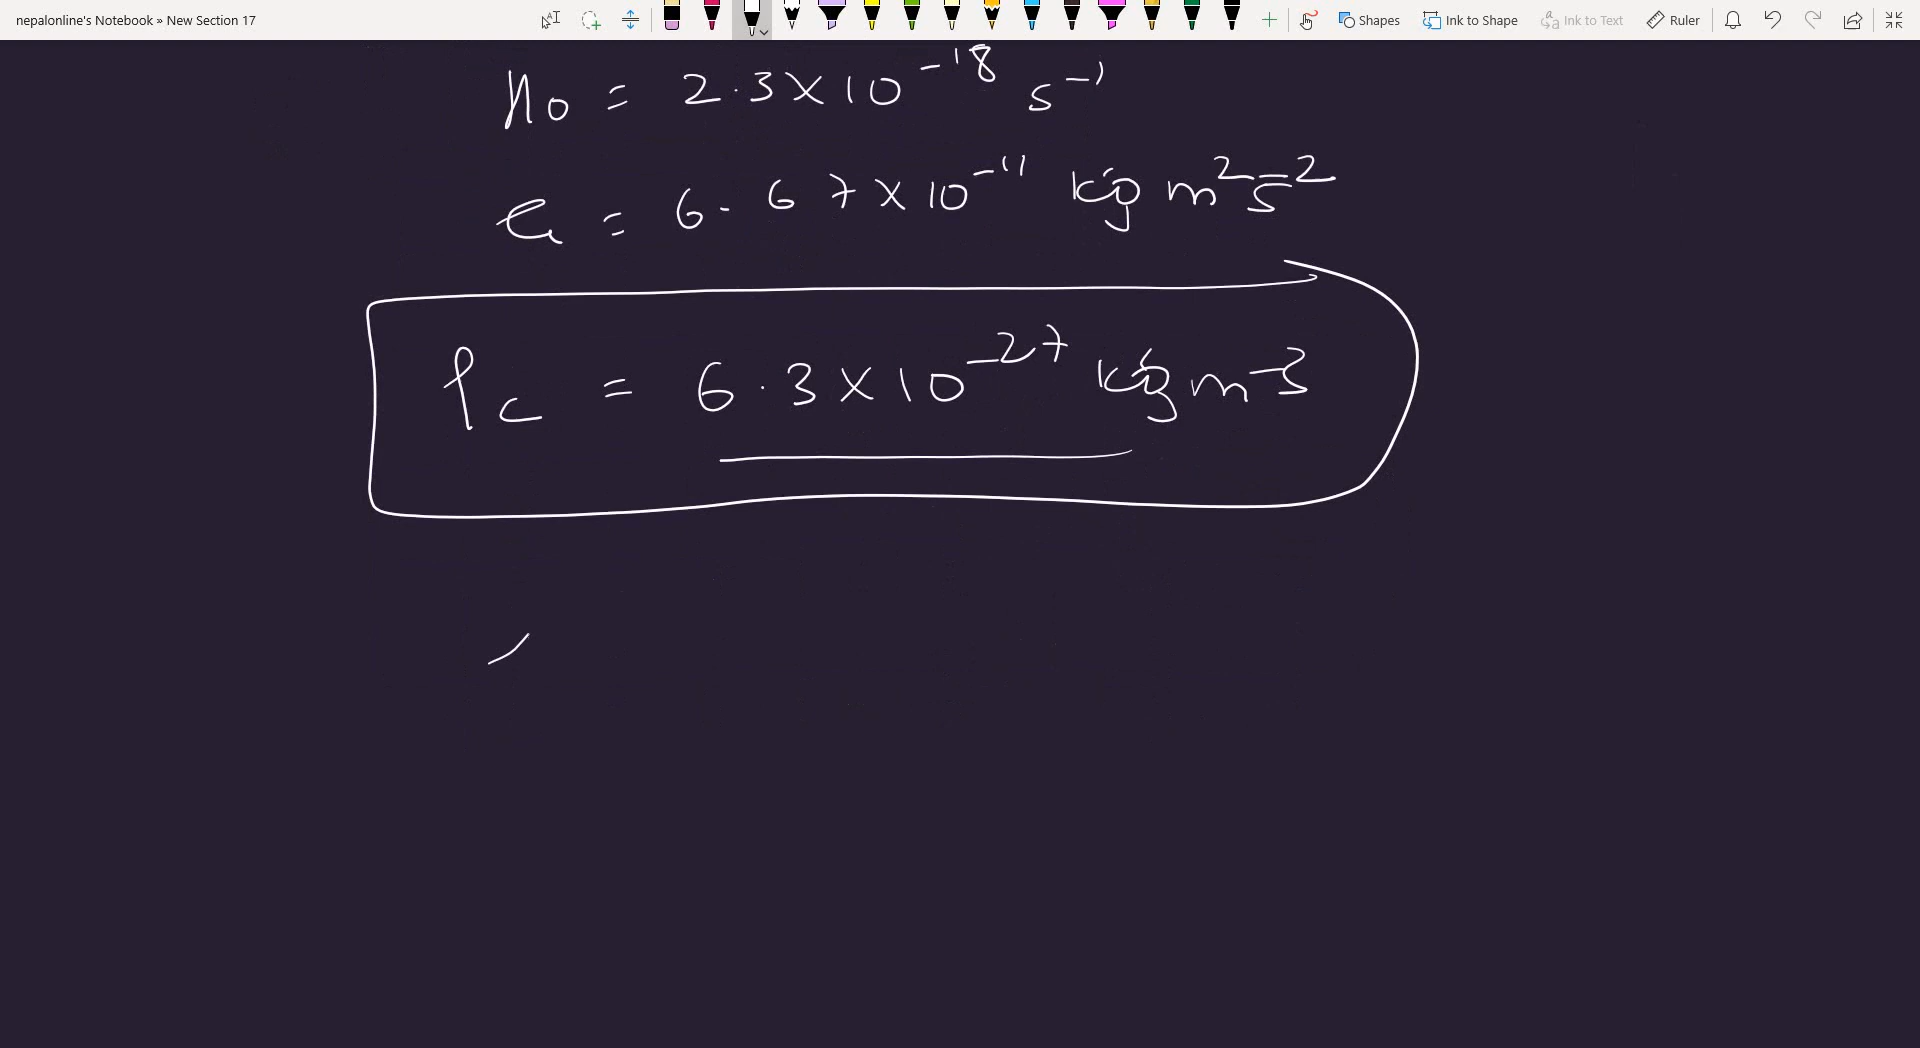 nepalonline's Notebook » New Section 17
Shapes Ink to Shape Ink to Text Ruler
H₀ = 2.3×10⁻¹⁸ s⁻¹
G = 6.67×10⁻¹¹ kg m² s⁻²
ρc = 6.3×10⁻²⁷ kg m⁻³